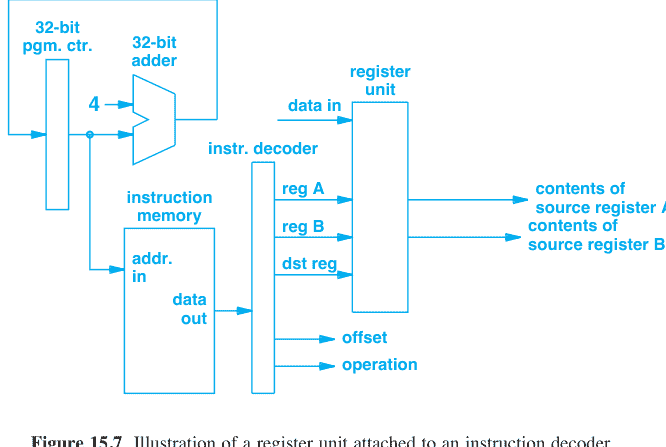 32-bit
pgm. ctr.
32-bit
adder
4
register
unit
data in
instr. decoder
reg A
reg B
dst reg
instruction
memory
addr.
in
data
out
contents of
source register A
contents of
source register B
offset
operation
Figure 15.7 Illustration of a register unit attached to an instruction decoder